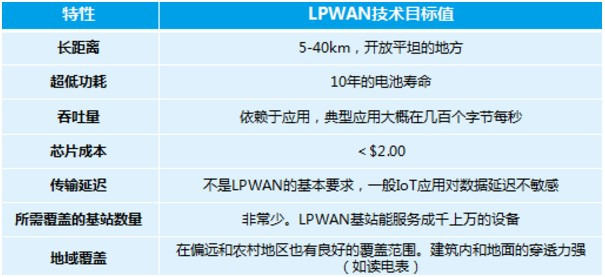 特性 LPWAN技术目标值
长距离 5-40km，开放平坦的地方
超低功耗 10年的电池寿命
吞吐量 依赖于应用，典型应用大概在几百个字节每秒
芯片成本 ＜$2.00
传输延迟 不是LPWAN的基本要求，一般IoT应用对数据延迟不敏感
所需覆盖的基站数量 非常少。LPWAN基站能服务成千上万的设备
地域覆盖 在偏远和农村地区也有良好的覆盖范围。建筑内和地面的穿透力强
（如读电表）